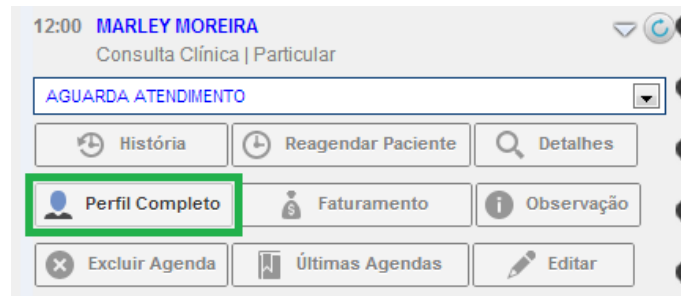 12:00 MARLEY MOREIRA
Consulta Clínica | Particular
AGUARDA ATENDIMENTO
História Reagendar Paciente Detalhes
Perfil Completo Faturamento Observação
Excluir Agenda Últimas Agendas Editar